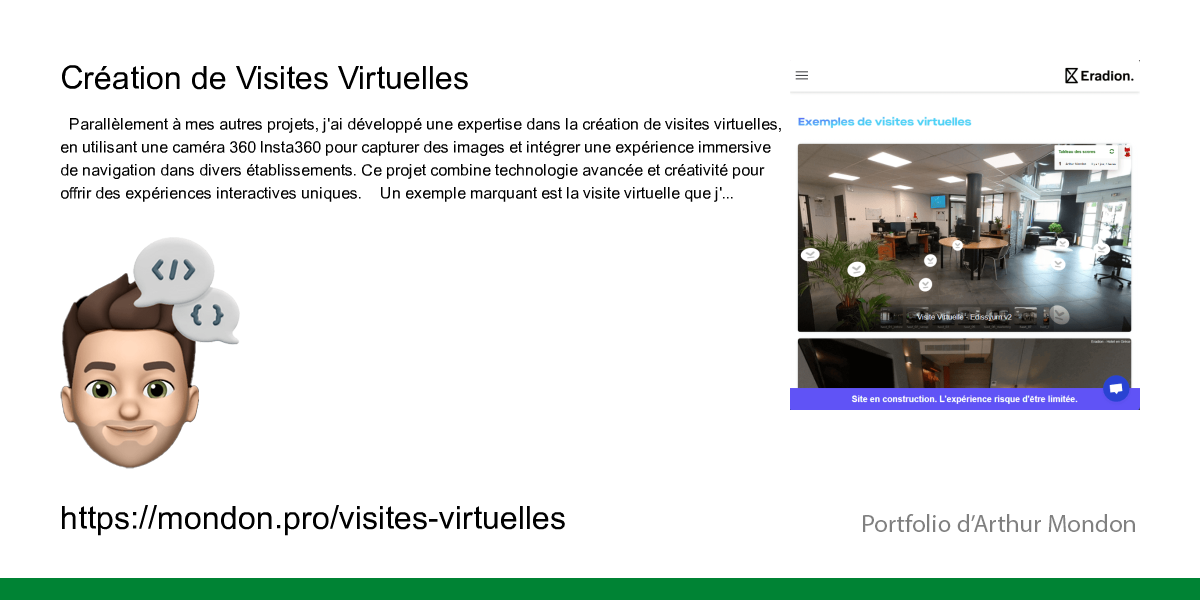 Création de Visites Virtuelles
Parallèlement à mes autres projets, j'ai développé une expertise dans la création de visites virtuelles,
en utilisant une caméra 360 Insta360 pour capturer des images et intégrer une expérience immersive
de navigation dans divers établissements. Ce projet combine technologie avancée et créativité pour
offrir des expériences interactives uniques. Un exemple marquant est la visite virtuelle que j'...
</>
{ }
https://mondon.pro/visites-virtuelles
Eradion.
Exemples de visites virtuelles
Tableau des scores
Visite Virtuelle - Edissyum v2
Site en construction. L'expérience risque d'être limitée.
Portfolio d'Arthur Mondon